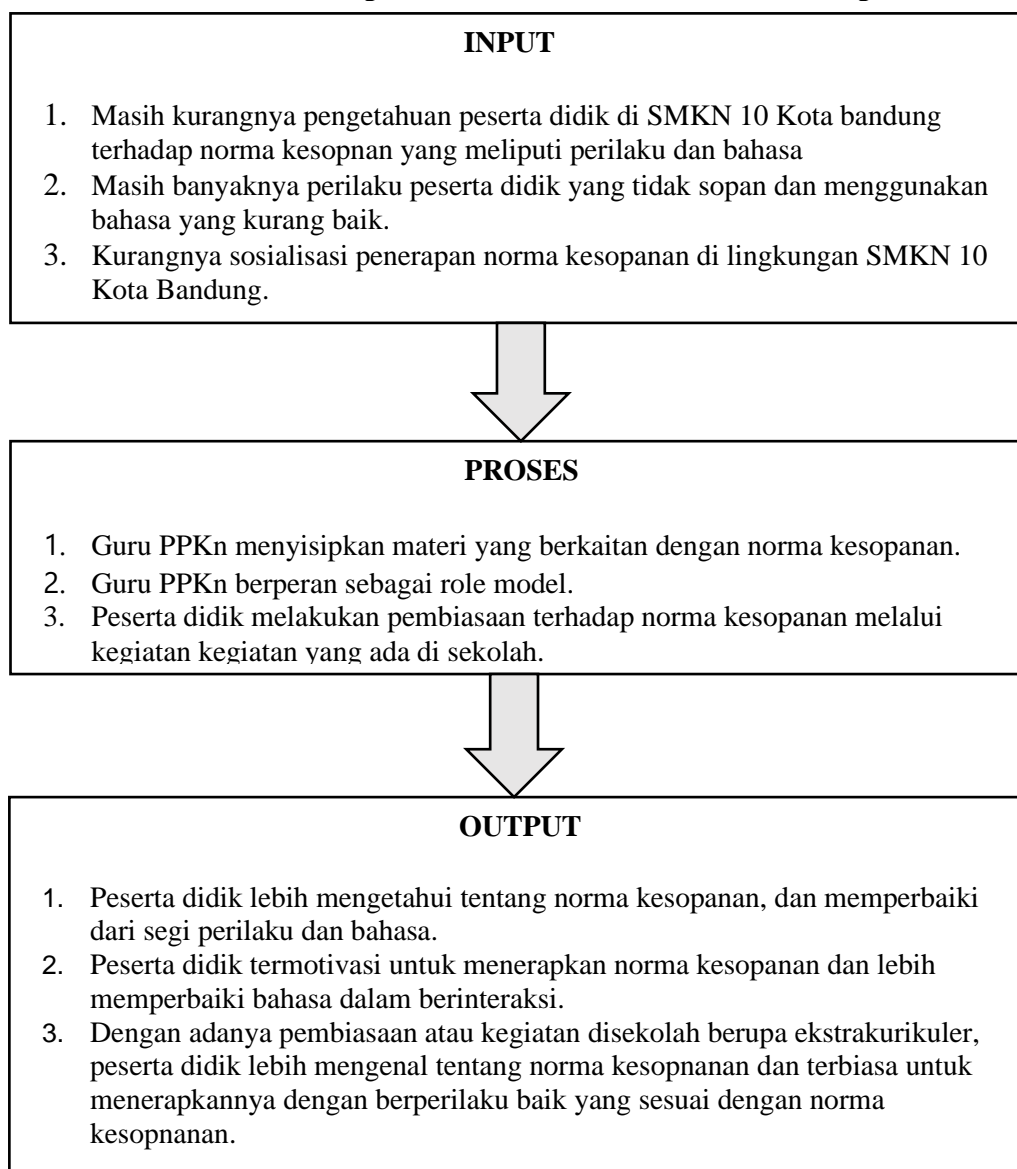 INPUT
1. Masih kurangnya pengetahuan peserta didik di SMKN 10 Kota bandung
terhadap norma kesopnan yang meliputi perilaku dan bahasa
2. Masih banyaknya perilaku peserta didik yang tidak sopan dan menggunakan
bahasa yang kurang baik.
3. Kurangnya sosialisasi penerapan norma kesopanan di lingkungan SMKN 10
Kota Bandung.
PROSES
1. Guru PPKn menyisipkan materi yang berkaitan dengan norma kesopanan.
2. Guru PPKn berperan sebagai role model.
3. Peserta didik melakukan pembiasaan terhadap norma kesopanan melalui
kegiatan kegiatan yang ada di sekolah.
OUTPUT
1. Peserta didik lebih mengetahui tentang norma kesopanan, dan memperbaiki
dari segi perilaku dan bahasa.
2. Peserta didik termotivasi untuk menerapkan norma kesopanan dan lebih
memperbaiki bahasa dalam berinteraksi.
3. Dengan adanya pembiasaan atau kegiatan disekolah berupa ekstrakurikuler,
peserta didik lebih mengenal tentang norma kesopnanan dan terbiasa untuk
menerapkannya dengan berperilaku baik yang sesuai dengan norma
kesopnanan.